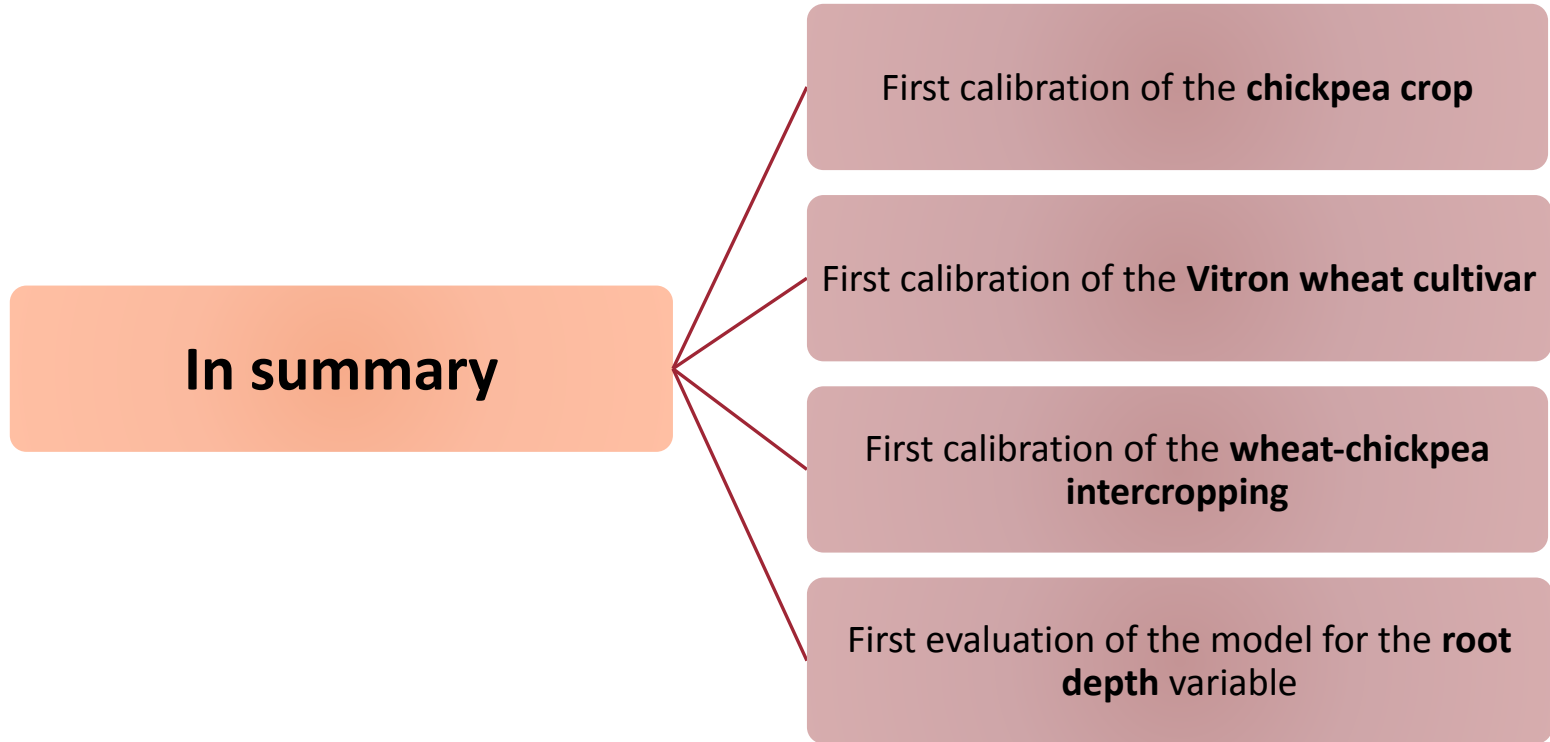 In summary
First calibration of the chickpea crop
First calibration of the Vitron wheat cultivar
First calibration of the wheat-chickpea
intercropping
First evaluation of the model for the root
depth variable